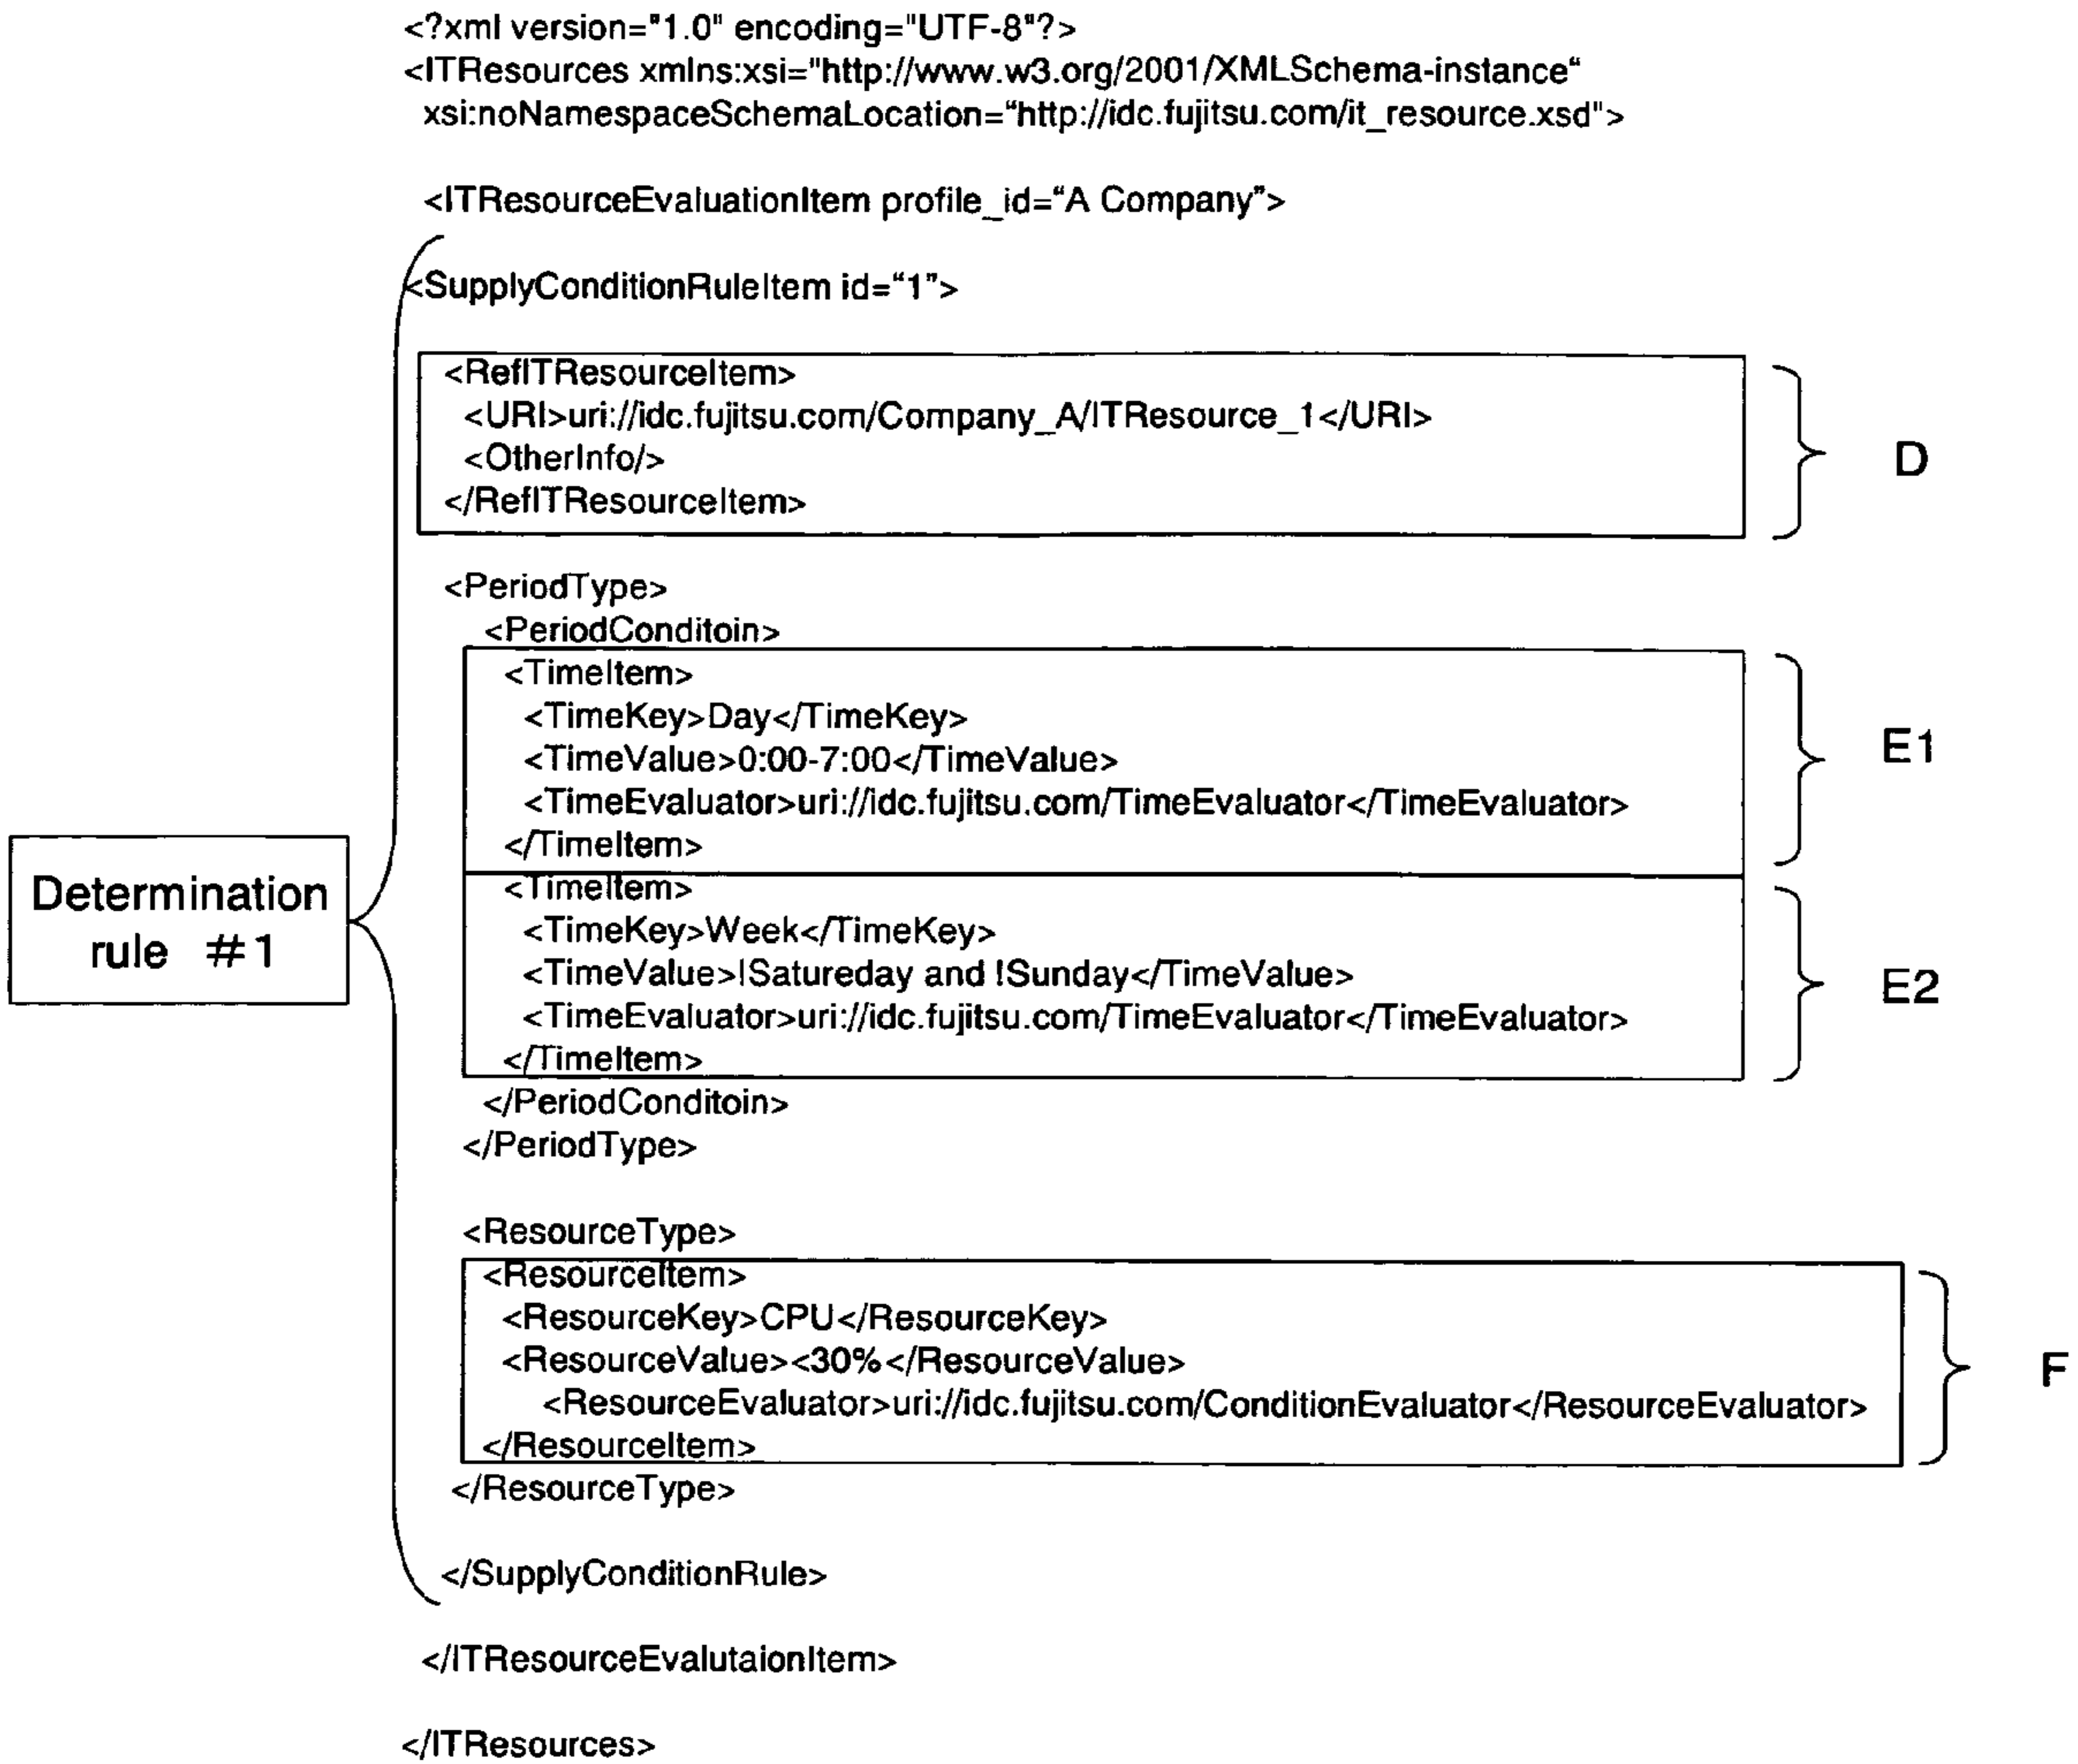 <?xml version="1.0" encoding="UTF-8"?>
<ITResources xmlns:xsi="http://www.w3.org/2001/XMLSchema-instance“
xsi:noNamespaceSchemaLocation=“http://idc.fujitsu.com/it_resource.xsd">
<ITResourceEvaluationItem profile_id=“A Company”>
<SupplyConditionRuleItem id=“1”>
<RefITResourceItem>
<URI>uri://idc.fujitsu.com/Company_A/ITResource_1</URI>
<OtherInfo/>
</RefITResourceItem>
D
<PeriodType>
<PeriodConditoin>
<TimeItem>
<TimeKey>Day</TimeKey>
<TimeValue>0:00-7:00</TimeValue>
<TimeEvaluator>uri://idc.fujitsu.com/TimeEvaluator</TimeEvaluator>
</TimeItem>
E1
Determination
rule #1
<TimeItem>
<TimeKey>Week</TimeKey>
<TimeValue>!Satureday and !Sunday</TimeValue>
<TimeEvaluator>uri://idc.fujitsu.com/TimeEvaluator</TimeEvaluator>
</TimeItem>
E2
</PeriodConditoin>
</PeriodType>
<ResourceType>
<ResourceItem>
<ResourceKey>CPU</ResourceKey>
<ResourceValue><30%</ResourceValue>
<ResourceEvaluator>uri://idc.fujitsu.com/ConditionEvaluator</ResourceEvaluator>
</ResourceItem>
F
</ResourceType>
</SupplyConditionRule>
</ITResourceEvalutaionItem>
</ITResources>